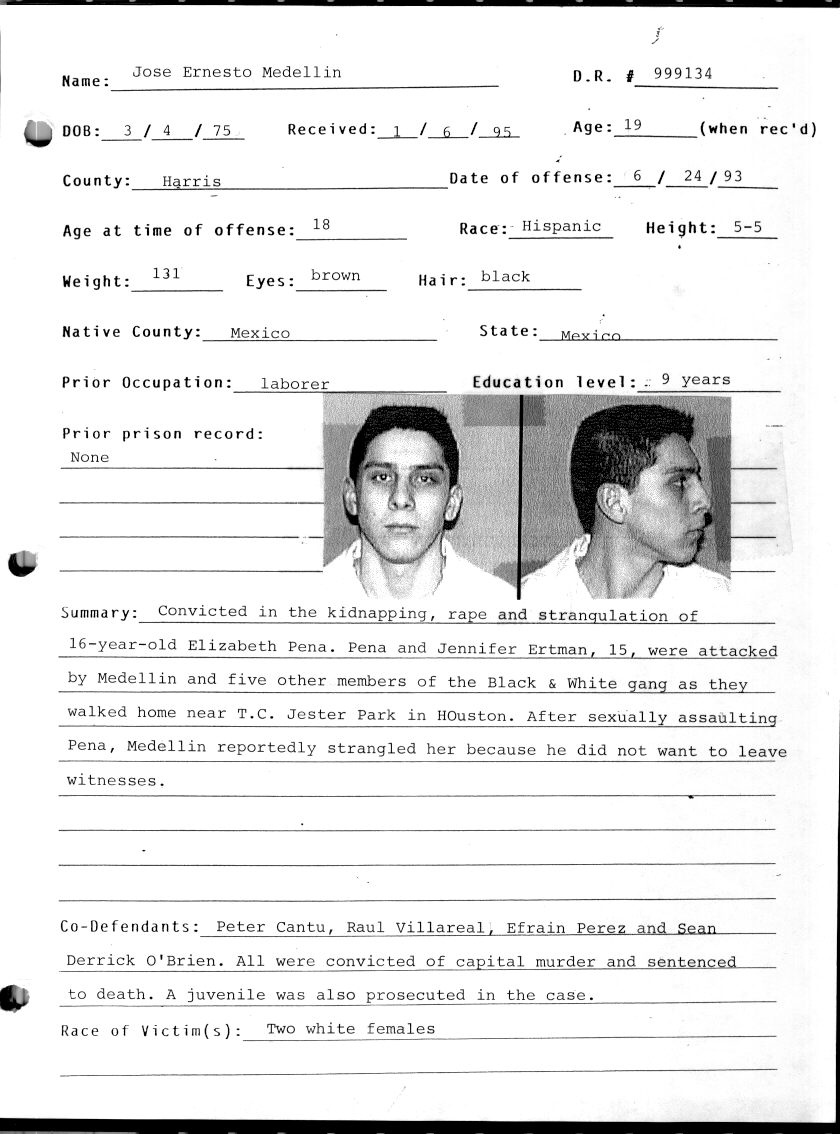 Name: Jose Ernesto Medellin D.R. # 999134
DOB: 3 / 4 / 75 Received: 1 / 6 / 95 Age: 19 (when rec'd)
County: Harris Date of offense: 6 / 24 / 93
Age at time of offense: 18 Race: Hispanic Height: 5-5
Weight: 131 Eyes: brown Hair: black
Native County: Mexico State: Mexico
Prior Occupation: laborer Education level: 9 years
Prior prison record:
None
Summary: Convicted in the kidnapping, rape and strangulation of
16-year-old Elizabeth Pena. Pena and Jennifer Ertman, 15, were attacked
by Medellin and five other members of the Black & White gang as they
walked home near T.C. Jester Park in HOuston. After sexually assaulting
Pena, Medellin reportedly strangled her because he did not want to leave
witnesses.
Co-Defendants: Peter Cantu, Raul Villareal, Efrain Perez and Sean
Derrick O'Brien. All were convicted of capital murder and sentenced
to death. A juvenile was also prosecuted in the case.
Race of Victim(s): Two white females